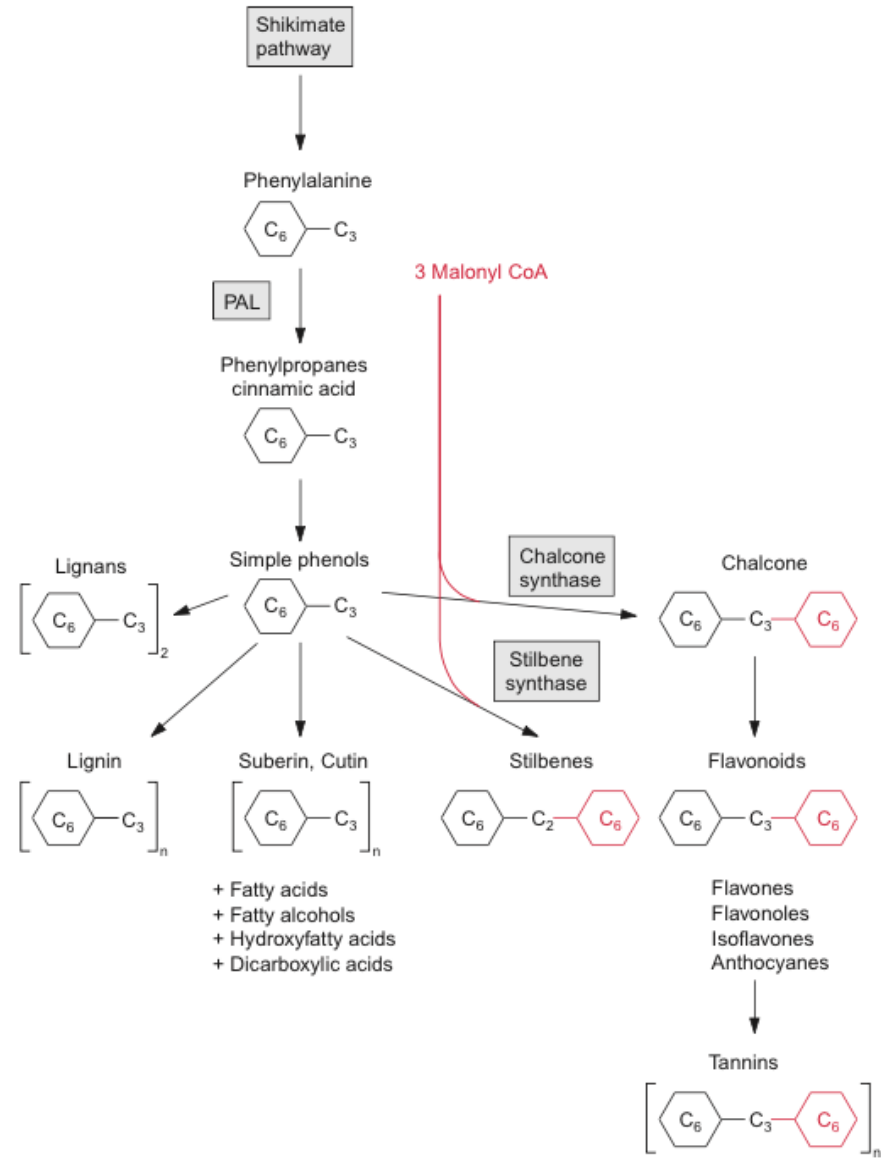 Shikimate
pathway
Phenylalanine
C6 C3
3 Malonyl CoA
PAL
Phenylpropanes
cinnamic acid
C6 C3
Simple phenols
C6 C3
Lignans
[C6 C3]2
Chalcone
synthase
Chalcone
C6 C3 C6
Stilbene
synthase
Lignin
[C6 C3]n
Suberin, Cutin
[C6 C3]n
+ Fatty acids
+ Fatty alcohols
+ Hydroxyfatty acids
+ Dicarboxylic acids
Stilbenes
C6 C2 C6
Flavonoids
C6 C3 C6
Flavones
Flavonoles
Isoflavones
Anthocyanes
Tannins
[C6 C3 C6]n